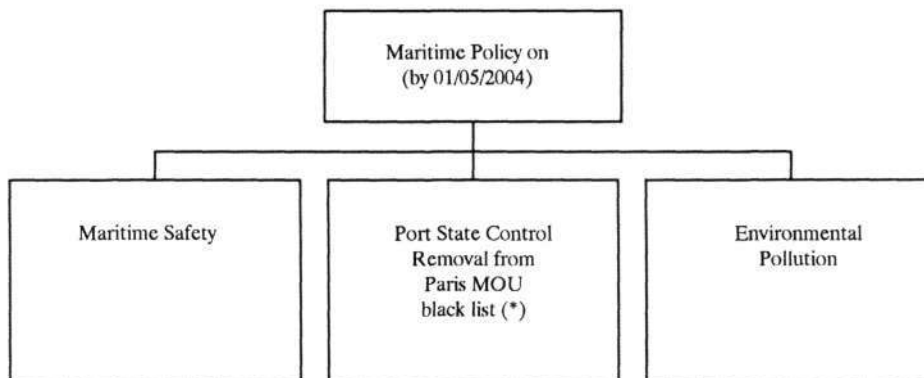 Maritime Policy on
(by 01/05/2004)
Maritime Safety
Port State Control
Removal from
Paris MOU
black list (*)
Environmental
Pollution